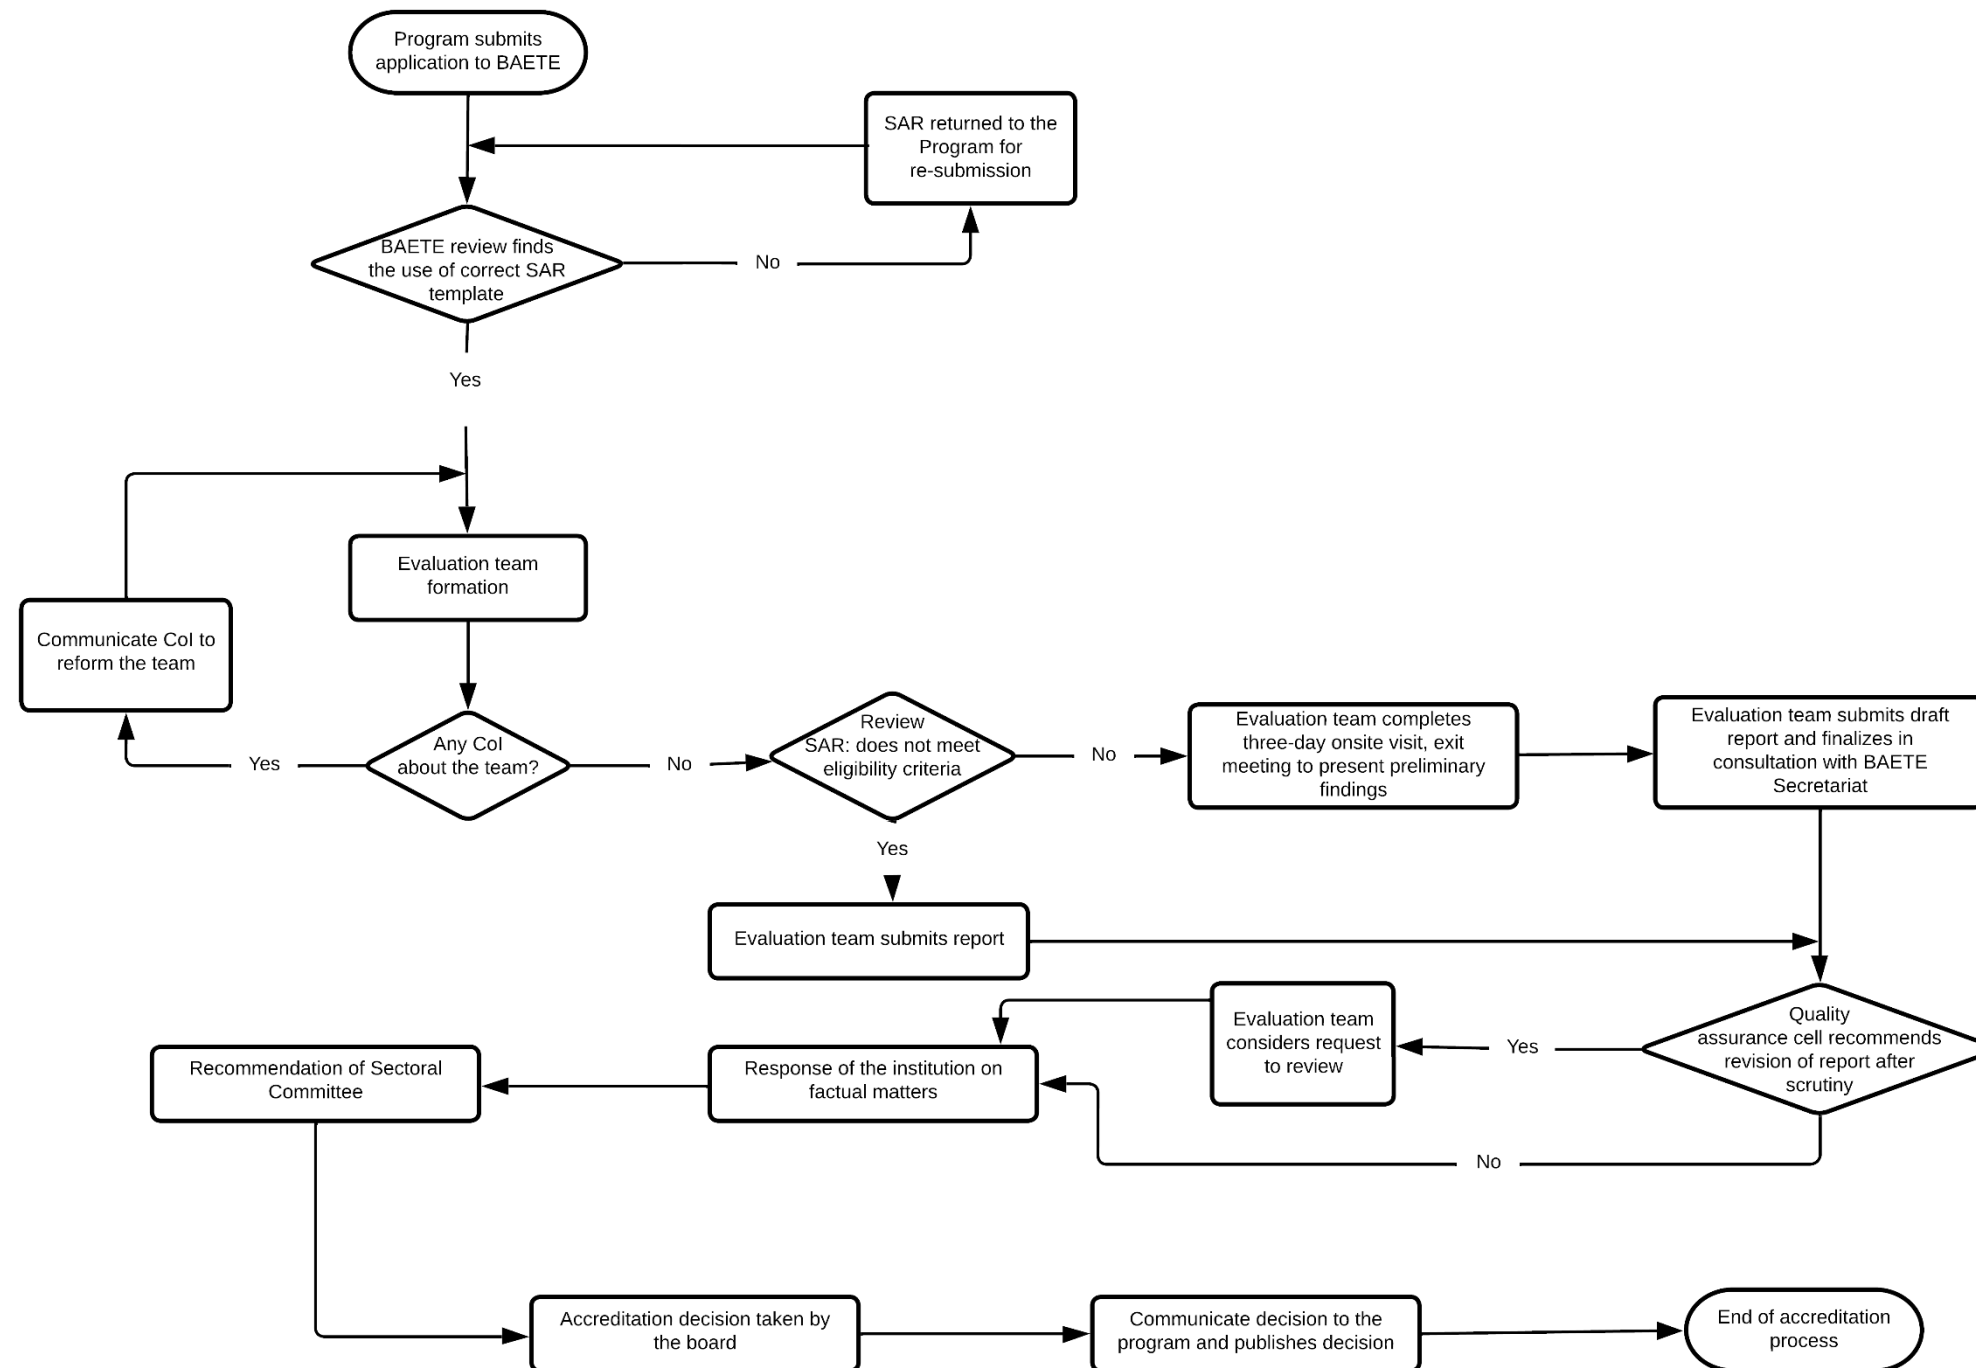 Program submits
application to BAETE
SAR returned to the
Program for
re-submission
BAETE review finds
the use of correct SAR
template
No
Yes
Evaluation team
formation
Communicate CoI to
reform the team
Any CoI
about the team?
Yes
No
Review
SAR: does not meet
eligibility criteria
No
Evaluation team completes
three-day onsite visit, exit
meeting to present preliminary
findings
Evaluation team submits draft
report and finalizes in
consultation with BAETE
Secretariat
Yes
Evaluation team submits report
Quality
assurance cell recommends
revision of report after
scrutiny
Yes
Evaluation team
considers request
to review
Response of the institution on
factual matters
Recommendation of Sectoral
Committee
No
Accreditation decision taken by
the board
Communicate decision to the
program and publishes decision
End of accreditation
process